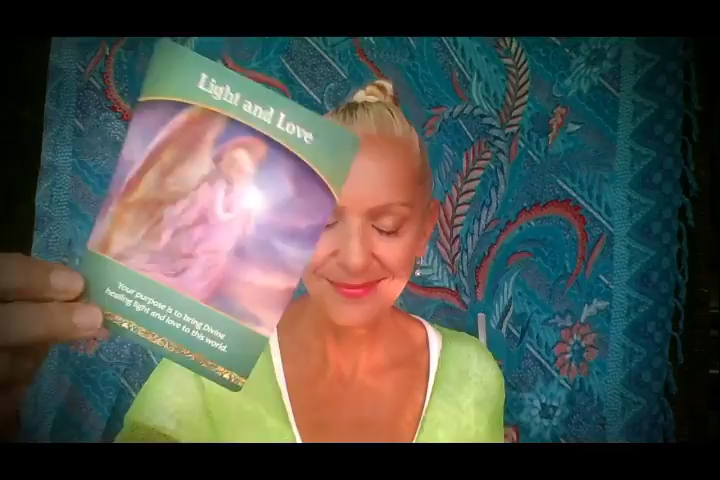 Light and Love
Your purpose is to bring Divine
healing light and love to this world.